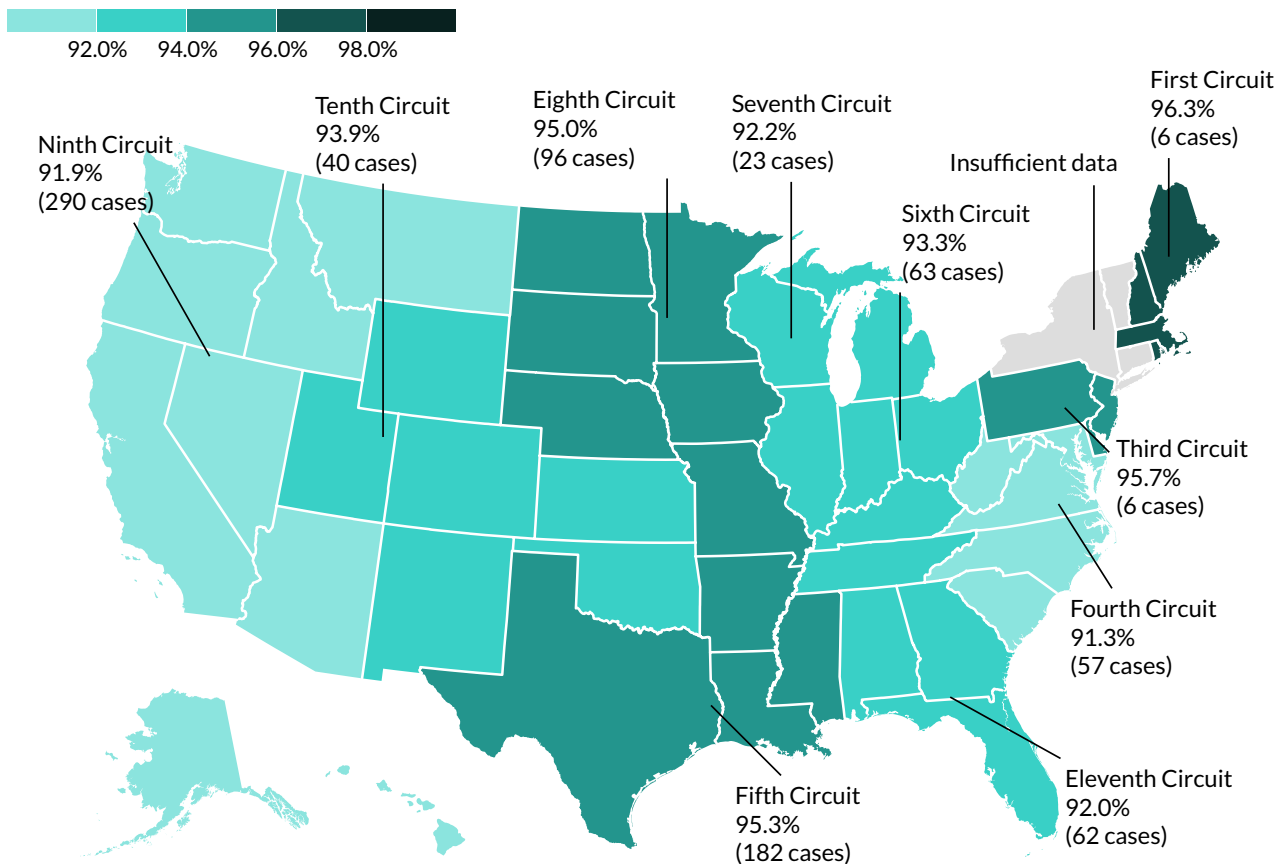 92.0% 94.0% 96.0% 98.0%
First Circuit
96.3%
(6 cases)
Eighth Circuit
95.0%
(96 cases)
Seventh Circuit
92.2%
(23 cases)
Tenth Circuit
93.9%
(40 cases)
Ninth Circuit
91.9%
(290 cases)
Insufficient data
Sixth Circuit
93.3%
(63 cases)
Third Circuit
95.7%
(6 cases)
Fourth Circuit
91.3%
(57 cases)
Eleventh Circuit
92.0%
(62 cases)
Fifth Circuit
95.3%
(182 cases)